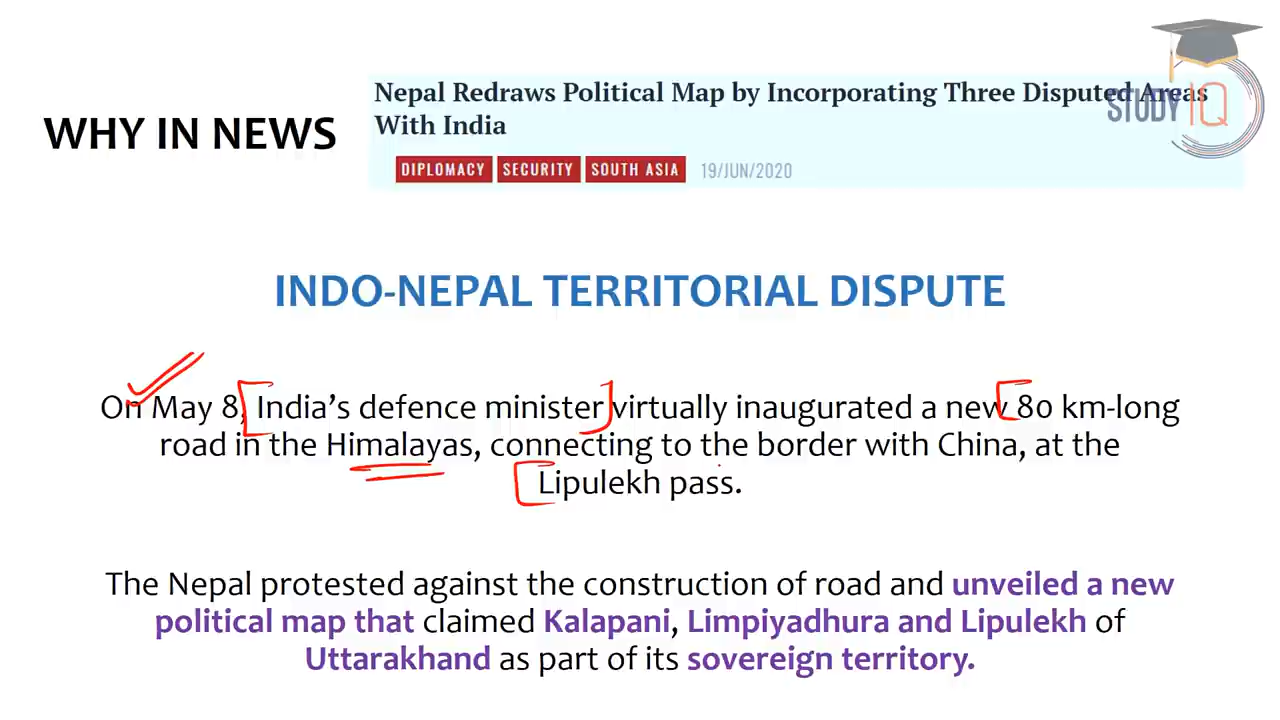 WHY IN NEWS
Nepal Redraws Political Map by Incorporating Three Disputed Areas
With India
DIPLOMACY SECURITY SOUTH ASIA 19/JUN/2020
STUDY IQ
INDO-NEPAL TERRITORIAL DISPUTE
On May 8, India's defence minister virtually inaugurated a new 80 km-long
road in the Himalayas, connecting to the border with China, at the
Lipulekh pass.
The Nepal protested against the construction of road and unveiled a new
political map that claimed Kalapani, Limpiyadhura and Lipulekh of
Uttarakhand as part of its sovereign territory.